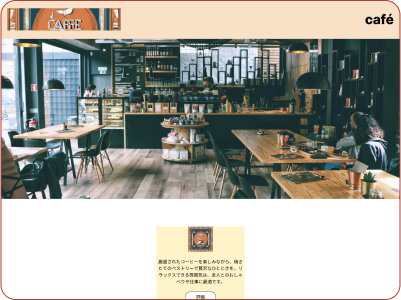 CAFFE
café
厳選されたコーヒーを楽しみながら、焼き
たてのペストリーで贅沢なひとときを。リ
ラックスできる雰囲気は、友人とのおしゃ
べりや仕事に最適です。
詳細